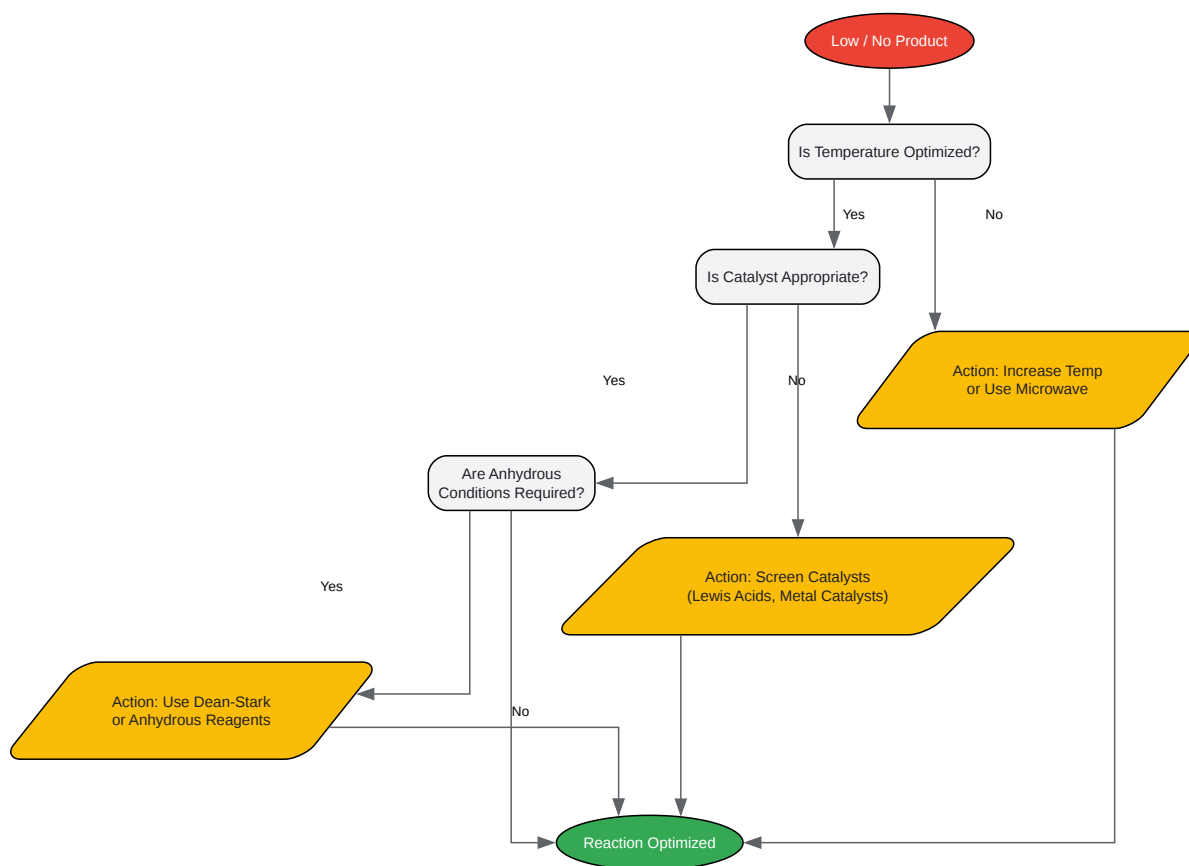 Low / No Product
Is Temperature Optimized?
Yes
No
Is Catalyst Appropriate?
Action: Increase Temp
or Use Microwave
Yes
No
Are Anhydrous
Conditions Required?
Action: Screen Catalysts
(Lewis Acids, Metal Catalysts)
Yes
Action: Use Dean-Stark
or Anhydrous Reagents
No
Reaction Optimized